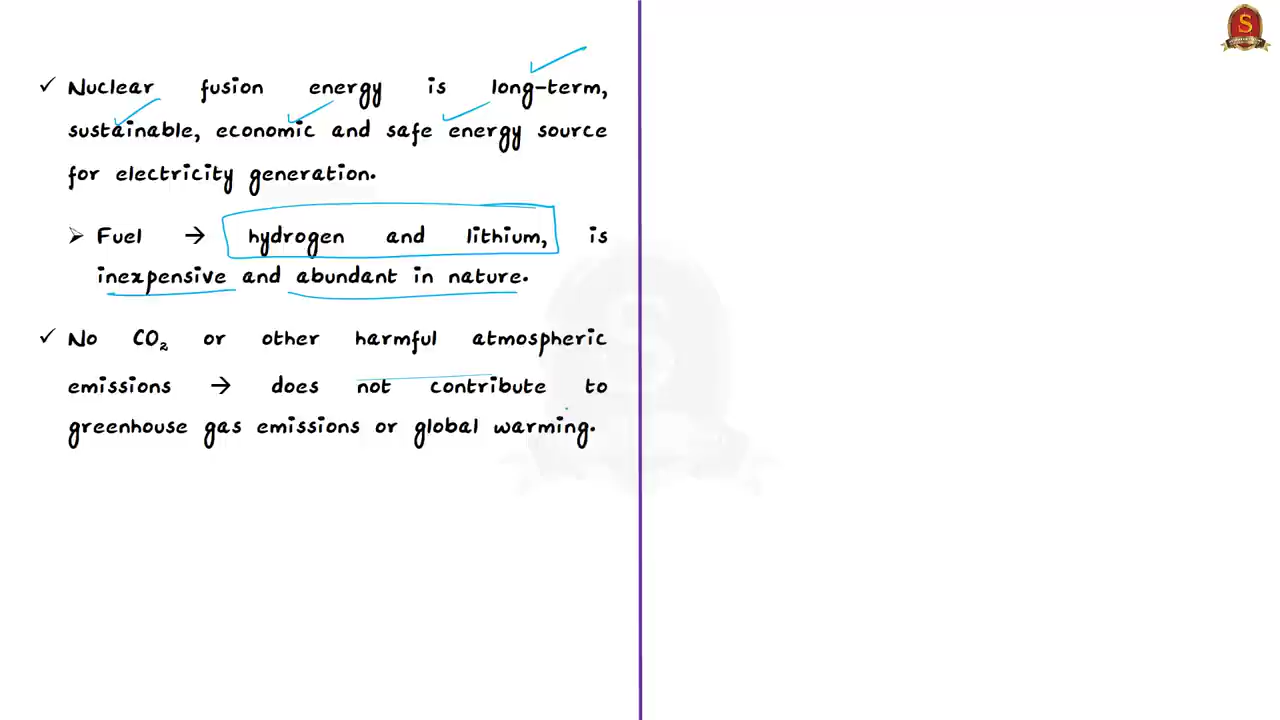 ✓ Nuclear fusion energy is long-term,
sustainable, economic and safe energy source
for electricity generation.
➢ Fuel → hydrogen and lithium, is
inexpensive and abundant in nature.
✓ No CO₂ or other harmful atmospheric
emissions → does not contribute to
greenhouse gas emissions or global warming.
S